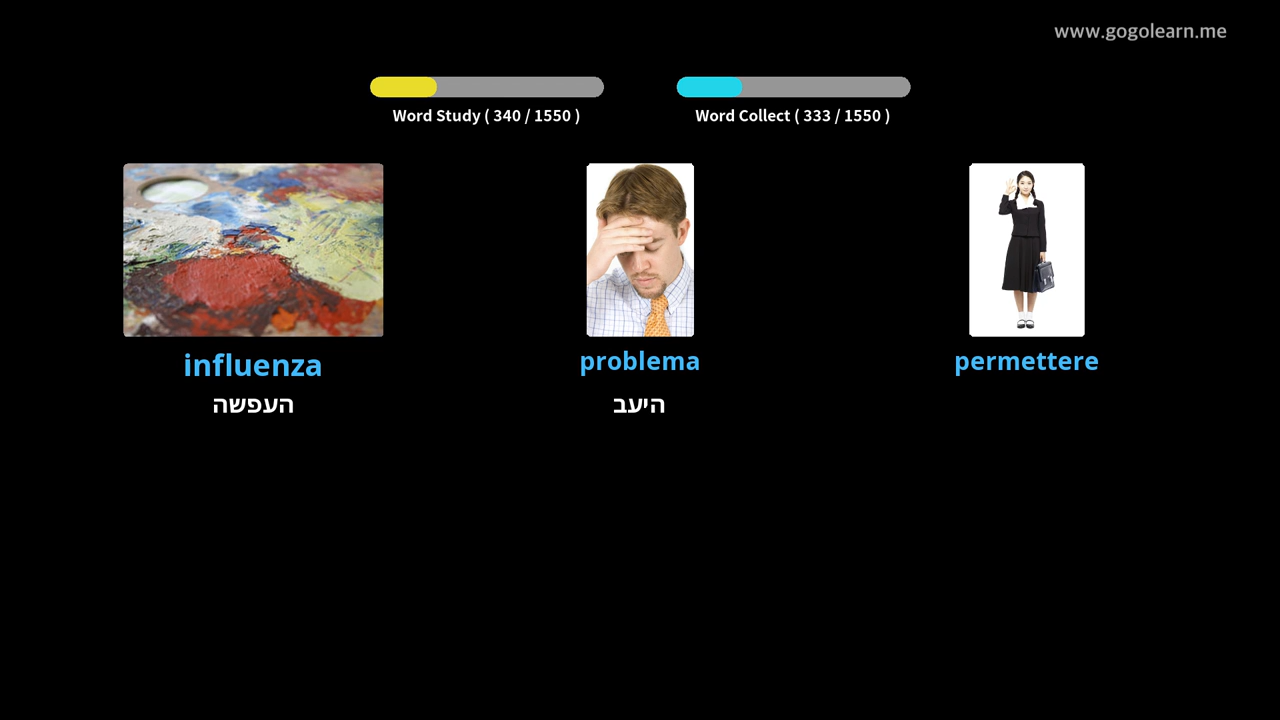 www.gogolearn.me
Word Study ( 340 / 1550 )
Word Collect ( 333 / 1550 )
influenza
problema
permettere
העפשה
היעב